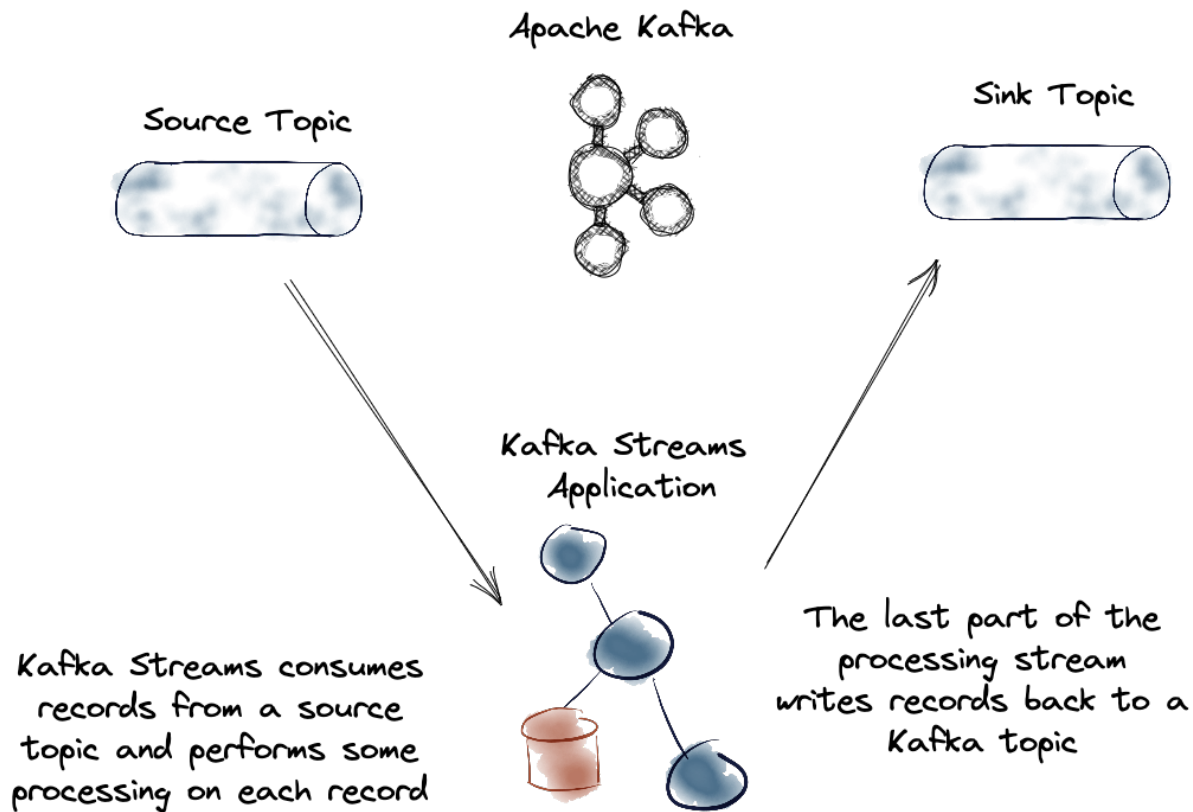 Apache Kafka
Source Topic
Sink Topic
Kafka Streams
Application
Kafka Streams consumes
records from a source
topic and performs some
processing on each record
The last part of the
processing stream
writes records back to a
Kafka topic